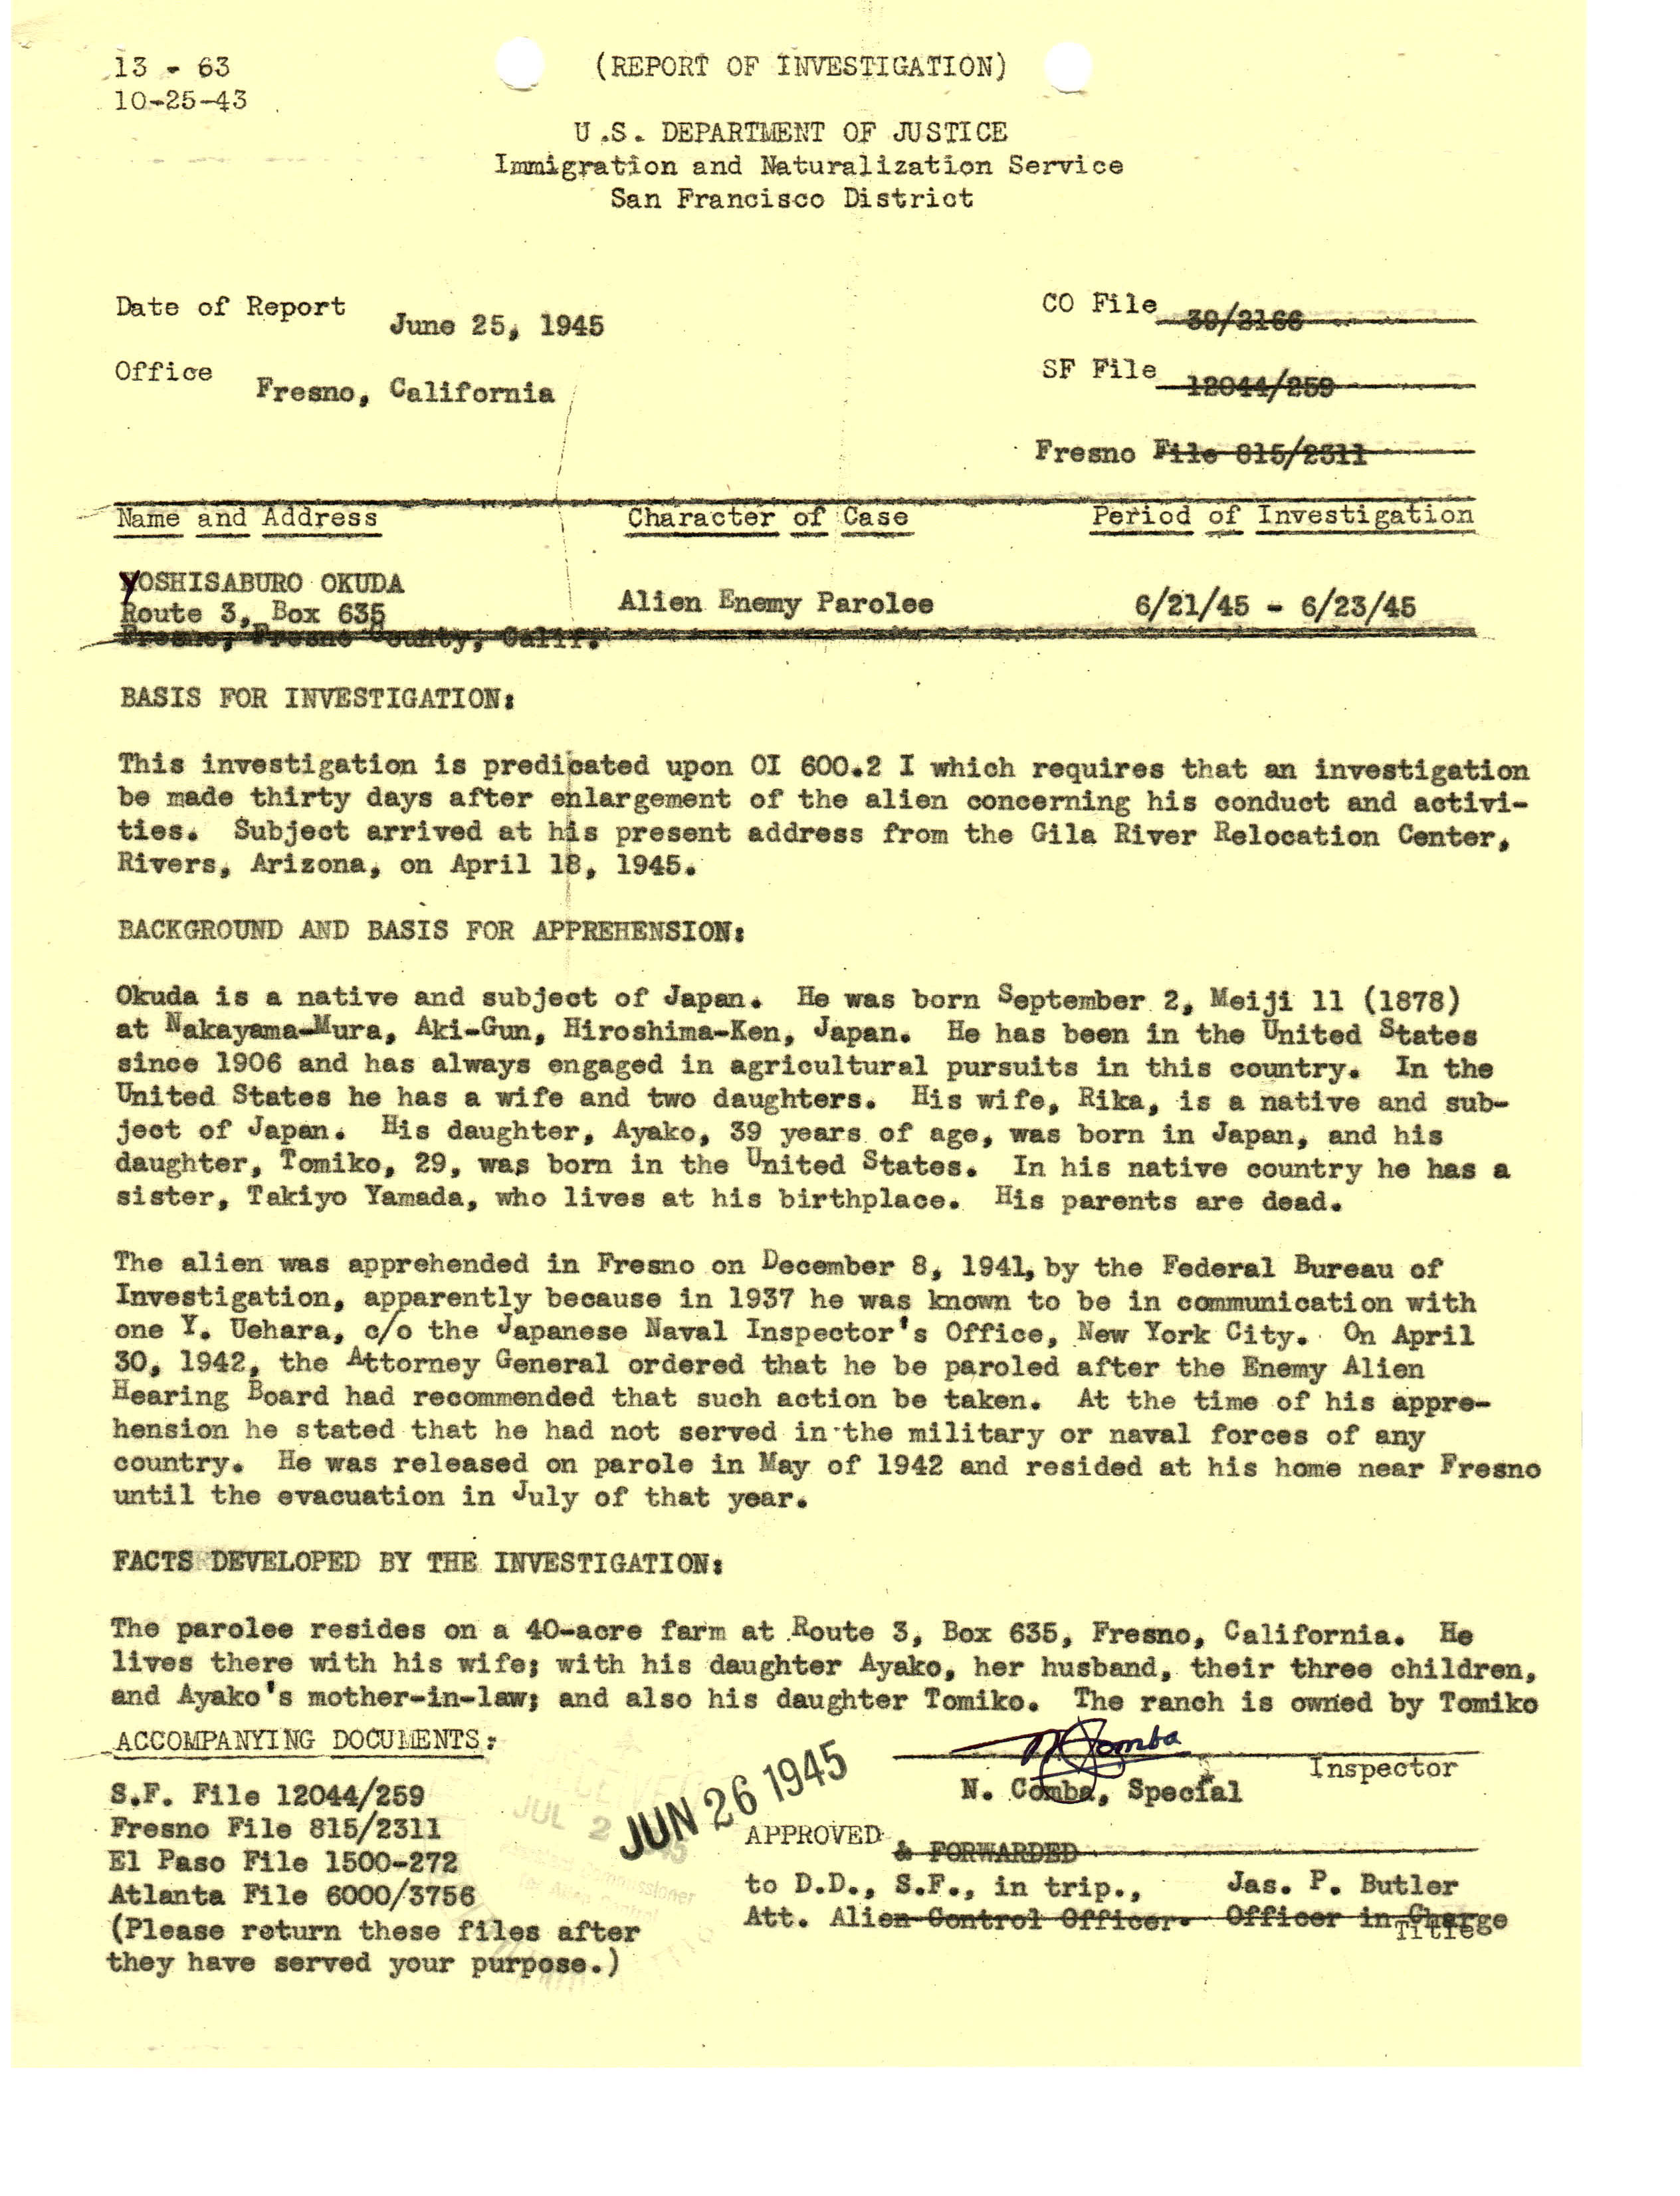 13 - 63
10-25-43
(REPORT OF INVESTIGATION)
U.S. DEPARTMENT OF JUSTICE
Immigration and Naturalization Service
San Francisco District
Date of Report June 25, 1945
CO File 39/2166
Office Fresno, California
SF File 12044/259
Fresno File 815/2311
Name and Address Character of Case Period of Investigation
YOSHISABURO OKUDA
Route 3, Box 635 Alien Enemy Parolee 6/21/45 - 6/23/45
Fresno, Fresno County, Calif.
BASIS FOR INVESTIGATION:
This investigation is predicated upon OI 600.2 I which requires that an investigation
be made thirty days after enlargement of the alien concerning his conduct and activi-
ties. Subject arrived at his present address from the Gila River Relocation Center,
Rivers, Arizona, on April 18, 1945.
BACKGROUND AND BASIS FOR APPREHENSION:
Okuda is a native and subject of Japan. He was born September 2, Meiji 11 (1878)
at Nakayama-Mura, Aki-Gun, Hiroshima-Ken, Japan. He has been in the United States
since 1906 and has always engaged in agricultural pursuits in this country. In the
United States he has a wife and two daughters. His wife, Rika, is a native and sub-
ject of Japan. His daughter, Ayako, 39 years of age, was born in Japan, and his
daughter, Tomiko, 29, was born in the United States. In his native country he has a
sister, Takiyo Yamada, who lives at his birthplace. His parents are dead.
The alien was apprehended in Fresno on December 8, 1941, by the Federal Bureau of
Investigation, apparently because in 1937 he was known to be in communication with
one Y. Uehara, c/o the Japanese Naval Inspector's Office, New York City. On April
30, 1942, the Attorney General ordered that he be paroled after the Enemy Alien
Hearing Board had recommended that such action be taken. At the time of his appre-
hension he stated that he had not served in the military or naval forces of any
country. He was released on parole in May of 1942 and resided at his home near Fresno
until the evacuation in July of that year.
FACTS DEVELOPED BY THE INVESTIGATION:
The parolee resides on a 40-acre farm at Route 3, Box 635, Fresno, California. He
lives there with his wife; with his daughter Ayako, her husband, their three children,
and Ayako's mother-in-law; and also his daughter Tomiko. The ranch is owned by Tomiko
ACCOMPANYING DOCUMENTS:
N Comba
Inspector
N. Comba, Special
S.F. File 12044/259
Fresno File 815/2311
El Paso File 1500-272
Atlanta File 6000/3756
(Please return these files after
they have served your purpose.)
RECEIVED
JUL 2
JUN 26 1945
APPROVED & FORWARDED
to D.D., S.F., in trip., Jas. P. Butler
Att. Alien Control Officer. Officer in Charge
Title